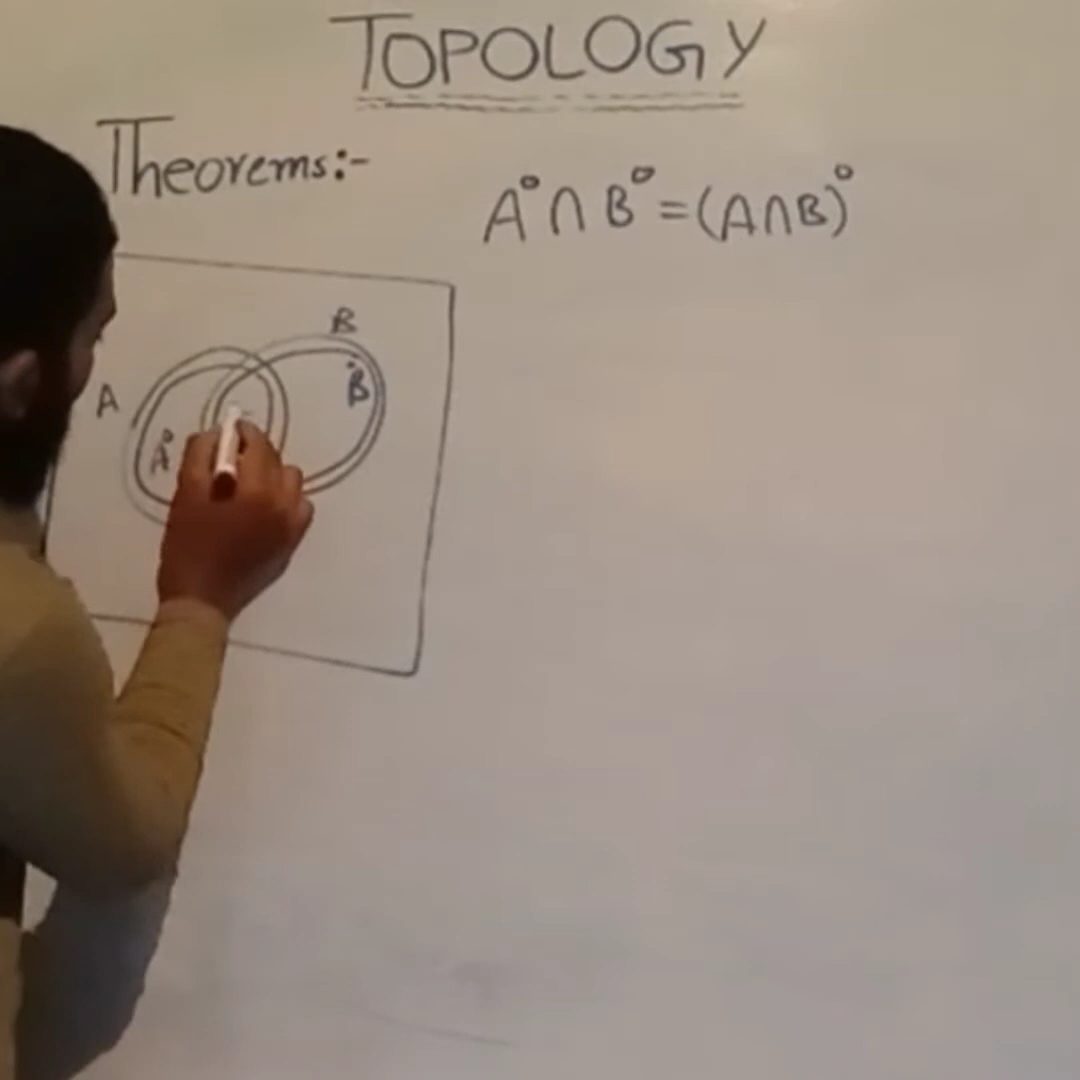 TOPOLOGY
Theorems:-
A° ∩ B° = (A∩B)°
B
B°
A
A°